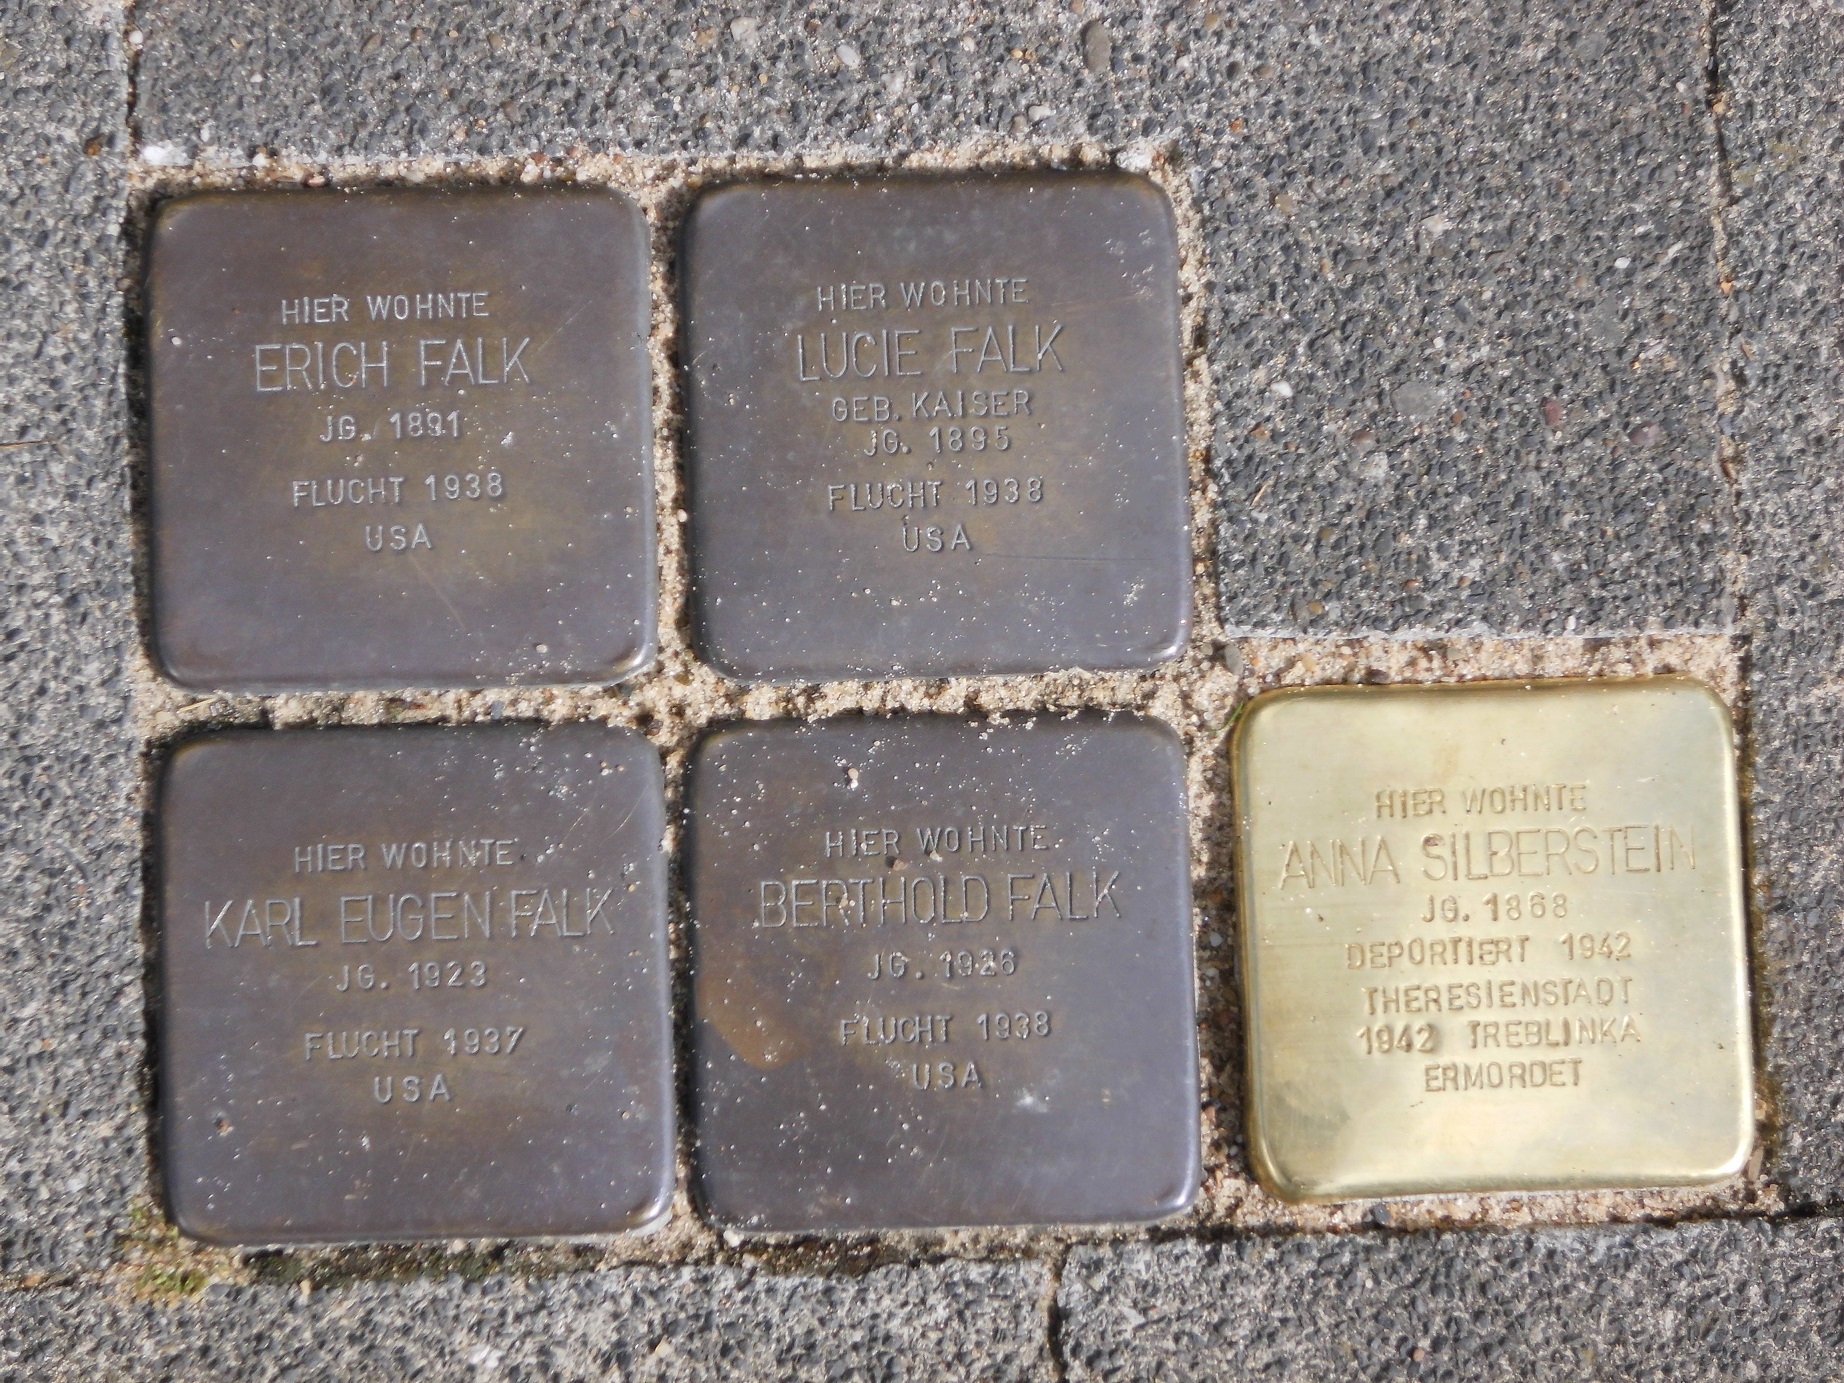 HIER WOHNTE
ERICH FALK
JG. 1891
FLUCHT 1938
USA
HIER WOHNTE
LUCIE FALK
GEB. KAISER
JG. 1895
FLUCHT 1938
USA
HIER WOHNTE
KARL EUGEN FALK
JG. 1923
FLUCHT 1937
USA
HIER WOHNTE
BERTHOLD FALK
JG. 1926
FLUCHT 1938
USA
HIER WOHNTE
ANNA SILBERSTEIN
JG. 1868
DEPORTIERT 1942
THERESIENSTADT
1942 TREBLINKA
ERMORDET